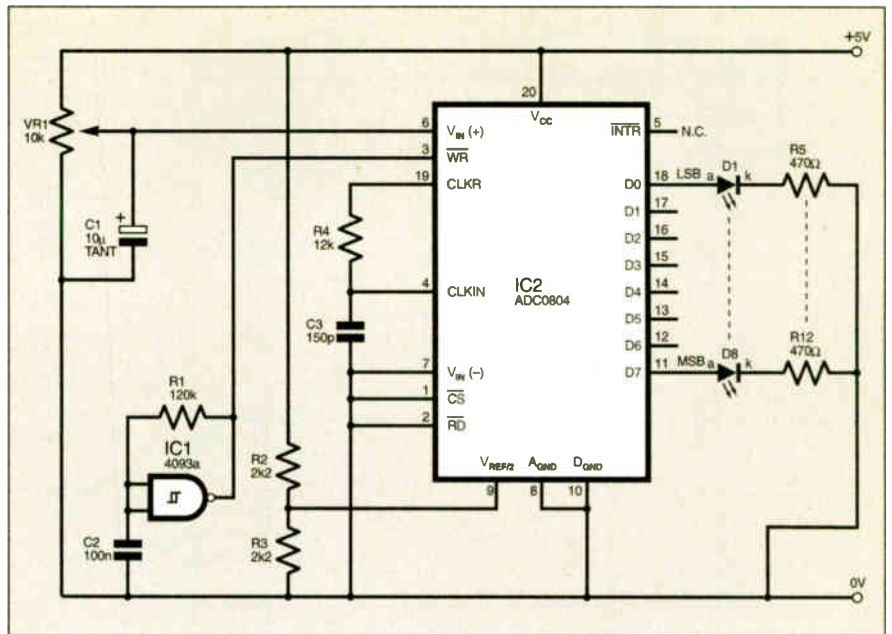 +5V
VR1
10k
C1
10µ
TANT
+
R1
120k
IC1
4093a
C2
100n
R2
2k2
R3
2k2
R4
12k
C3
150p
20
VCC
6
VIN (+)
3
WR
19
CLKR
4
CLKIN
7
VIN (–)
1
CS
2
RD
IC2
ADC0804
VREF/2
AGND
DGND
9
8
10
INTR
5
N.C.
D0
18
LSB
a
D1
k
R5
470Ω
D1
17
D2
16
D3
15
D4
14
D5
13
D6
12
D7
11
MSB
a
D8
k
R12
470Ω
0V